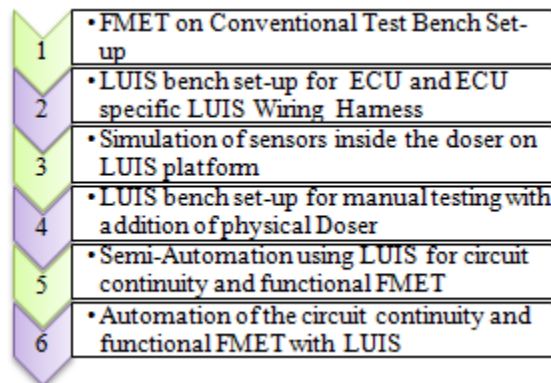 1
• FMET on Conventional Test Bench Set-
up
2
• LUIS bench set-up for ECU and ECU
specific LUIS Wiring Harness
3
• Simulation of sensors inside the doser on
LUIS platform
4
• LUIS bench set-up for manual testing with
addition of physical Doser
5
• Semi-Automation using LUIS for circuit
continuity and functional FMET
6
• Automation of the circuit continuity and
functional FMET with LUIS